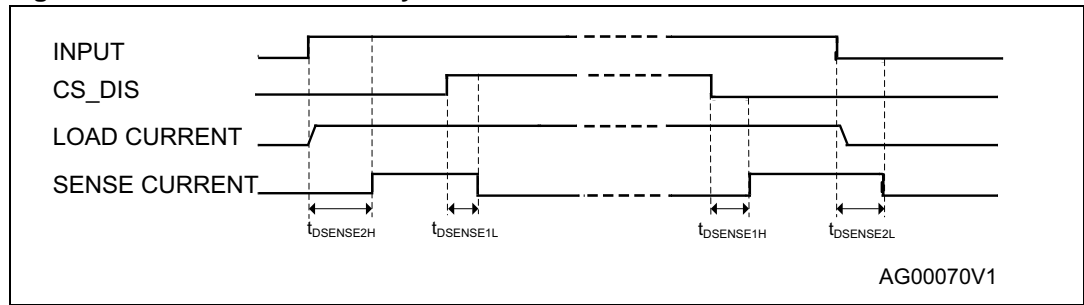 INPUT
CS_DIS
LOAD CURRENT
SENSE CURRENT
tDSENSE2H
tDSENSE1L
tDSENSE1H
tDSENSE2L
AG00070V1